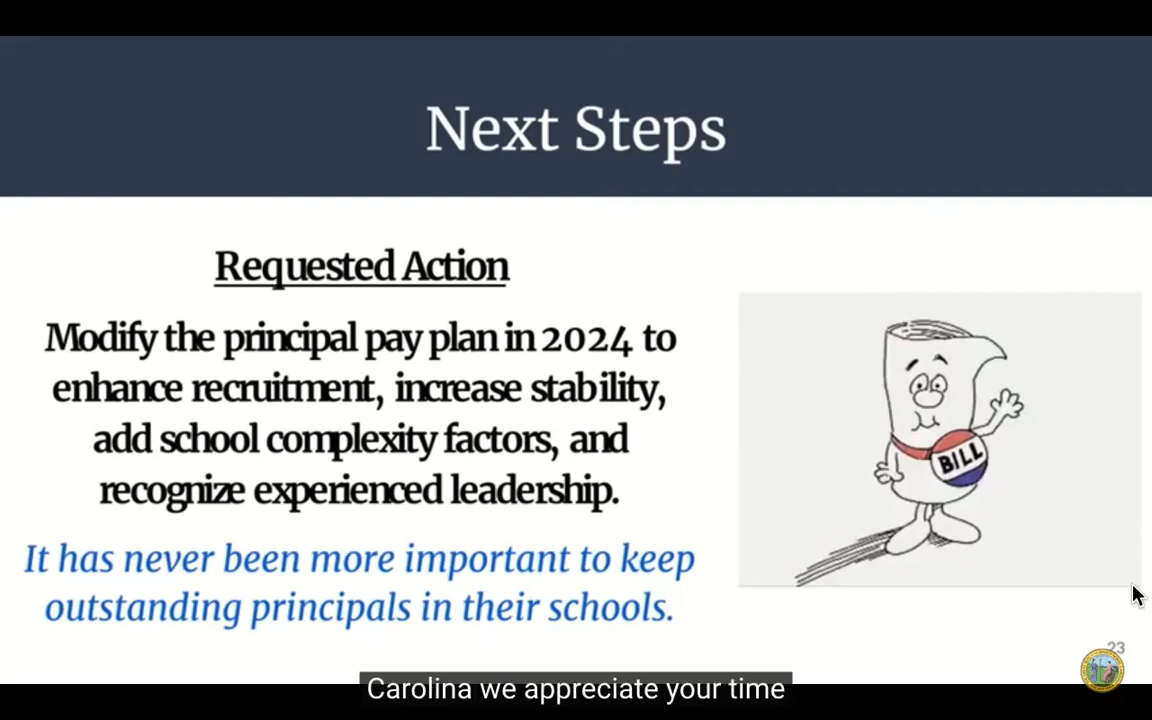 Next Steps
Requested Action
Modify the principal pay plan in 2024 to
enhance recruitment, increase stability,
add school complexity factors, and
recognize experienced leadership.
It has never been more important to keep
outstanding principals in their schools.
BILL
23
Carolina we appreciate your time